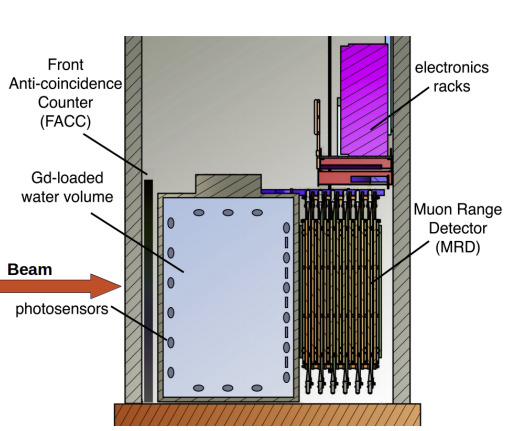 Front
Anti-coincidence
Counter
(FACC)
Gd-loaded
water volume
Beam
photosensors
electronics
racks
Muon Range
Detector
(MRD)